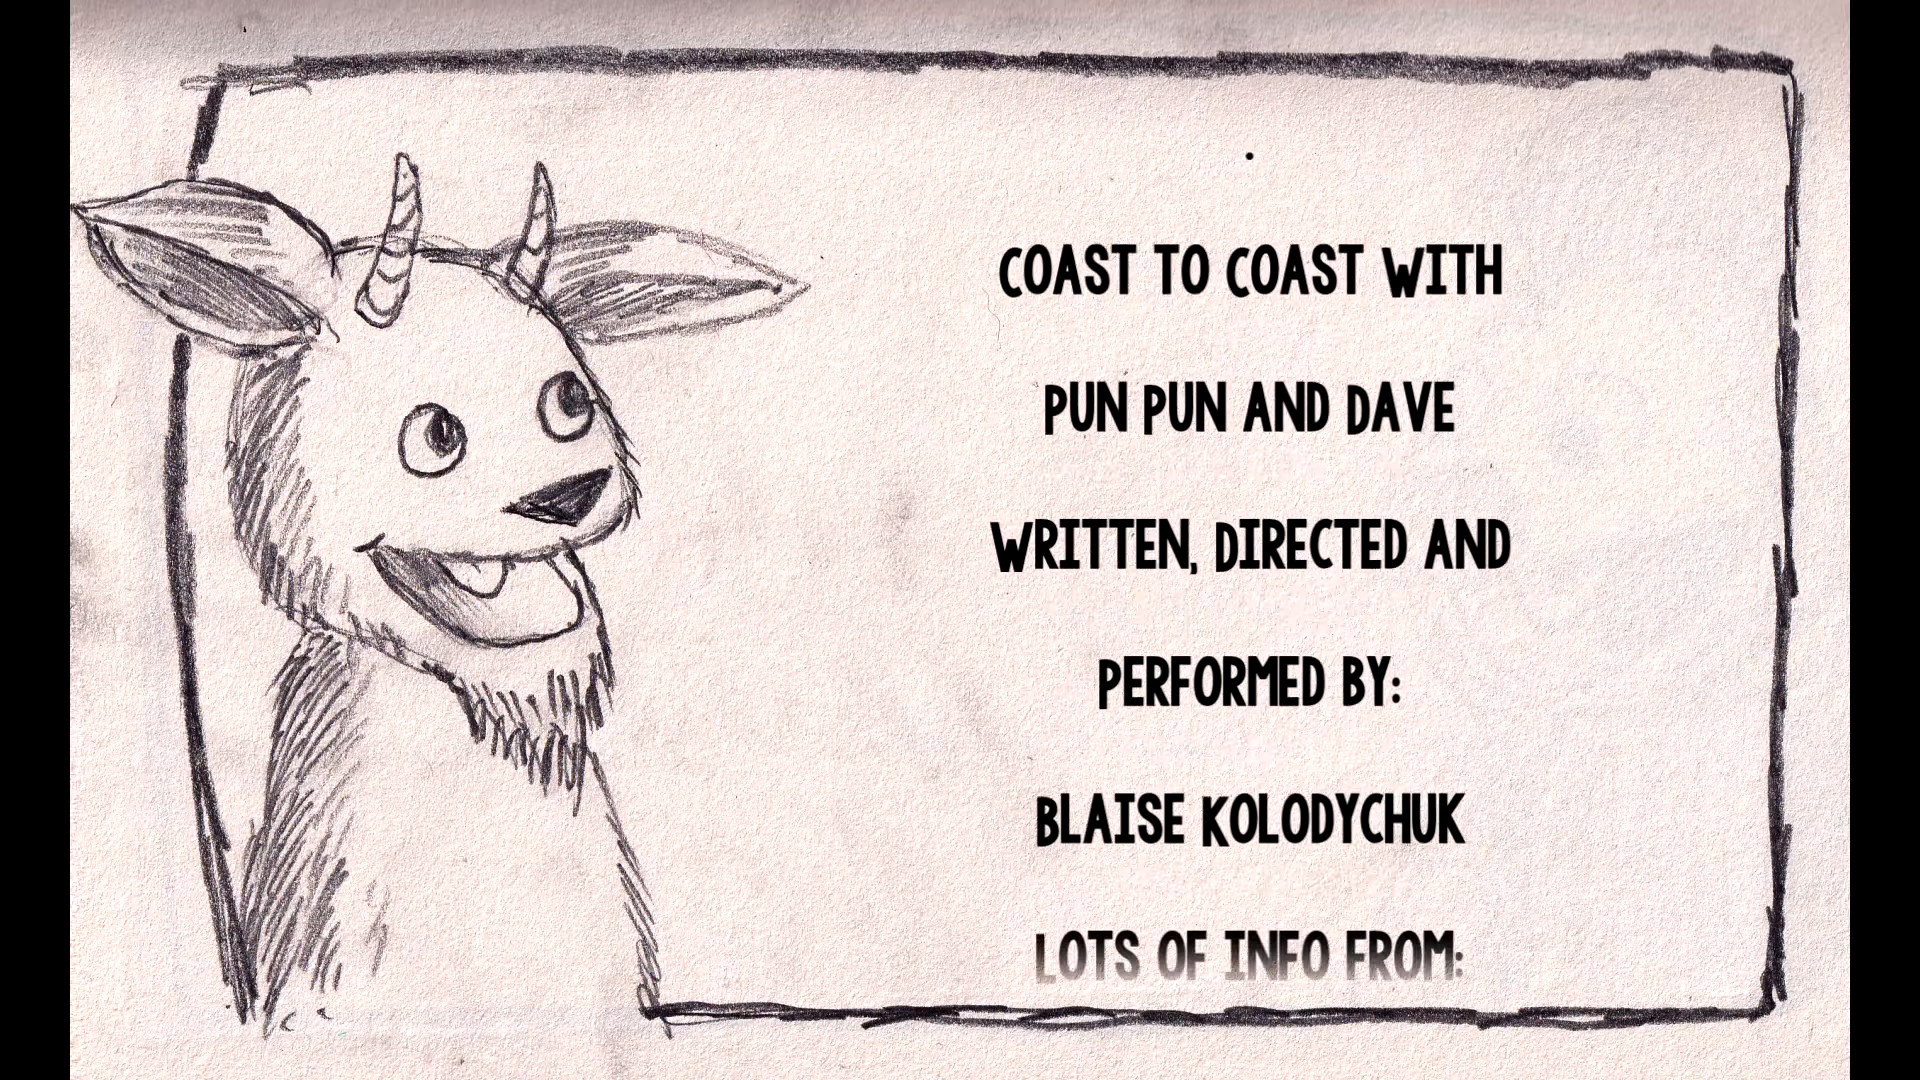 COAST TO COAST WITH
PUN PUN AND DAVE
WRITTEN, DIRECTED AND
PERFORMED BY:
BLAISE KOLODYCHUK
LOTS OF INFO FROM: